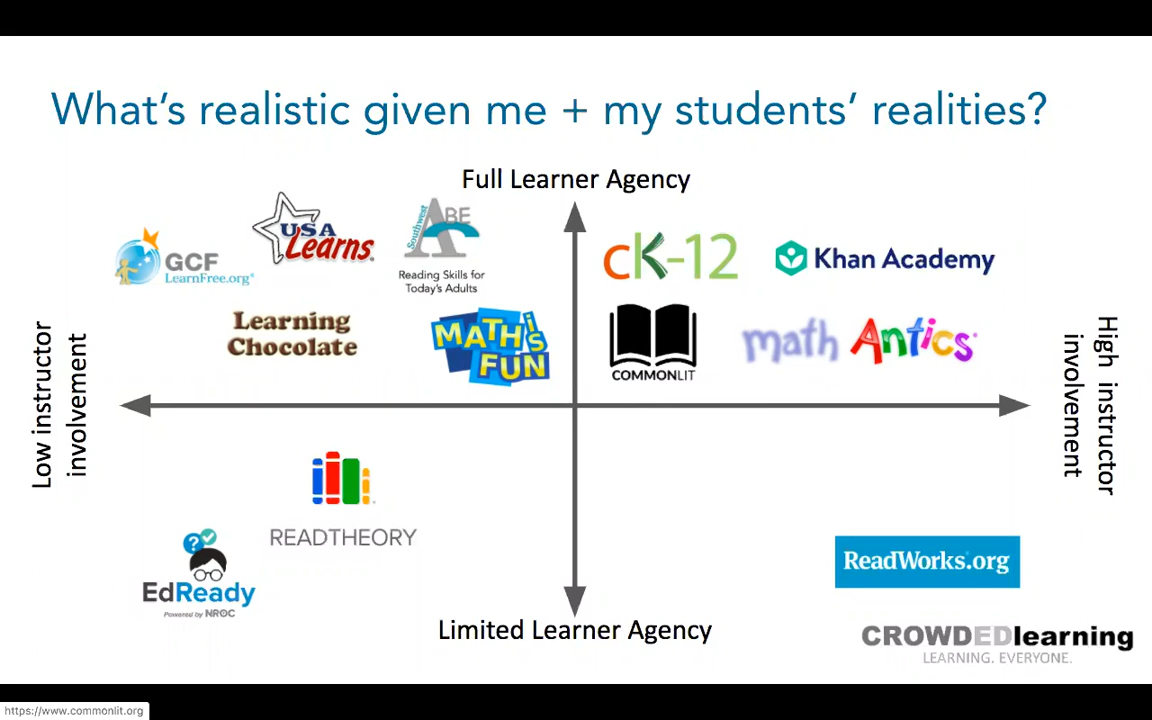 What's realistic given me + my students' realities?
Full Learner Agency
GCF
LearnFree.org®
USA
Learns®
Southwest
ABE
Reading Skills for
Today's Adults
cK-12
Khan Academy
Learning
Chocolate
MATH is
FUN
COMMONLIT
math Antics®
Low instructor
involvement
High instructor
involvement
READTHEORY
EdReady
Powered by NROC
ReadWorks.org
Limited Learner Agency
CROWDEDlearning
LEARNING. EVERYONE.
https://www.commonlit.org